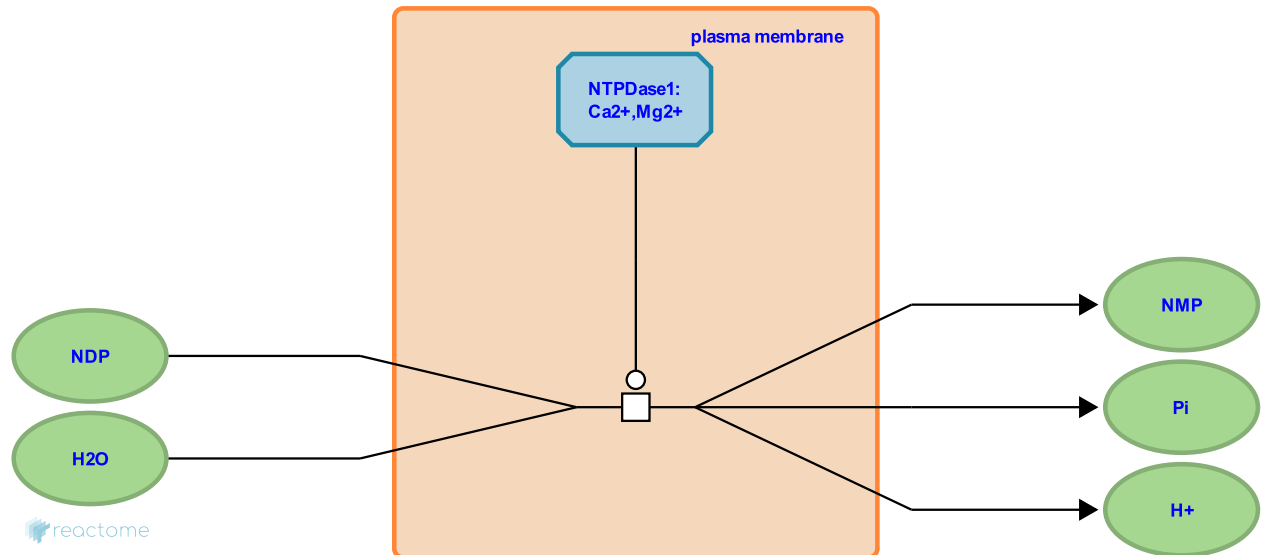 plasma membrane
NTPDase1:
Ca2+,Mg2+
NDP
H2O
NMP
Pi
H+
reactome